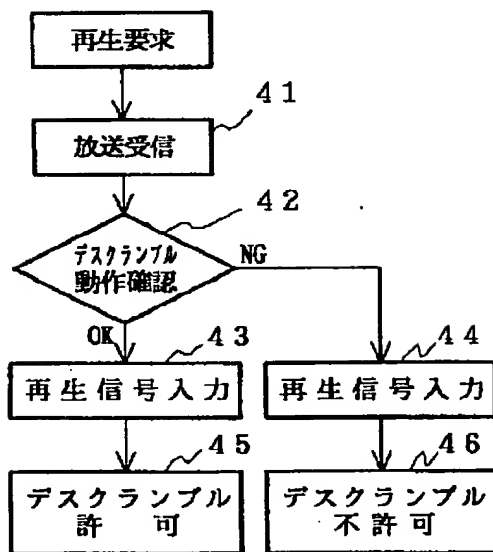 再生要求
41
放送受信
42
デスクランブル
動作確認
NG
OK
43
44
再生信号入力
再生信号入力
45
46
デスクランブル
許可
デスクランブル
不許可